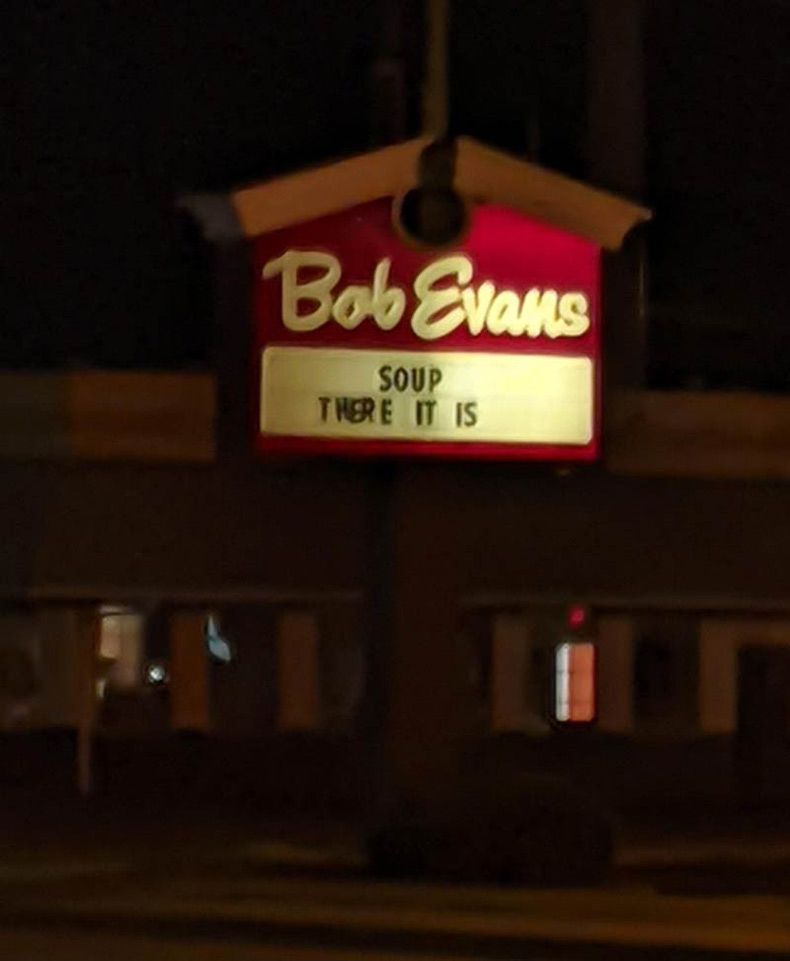 Bob Evans
SOUP
THERE IT IS